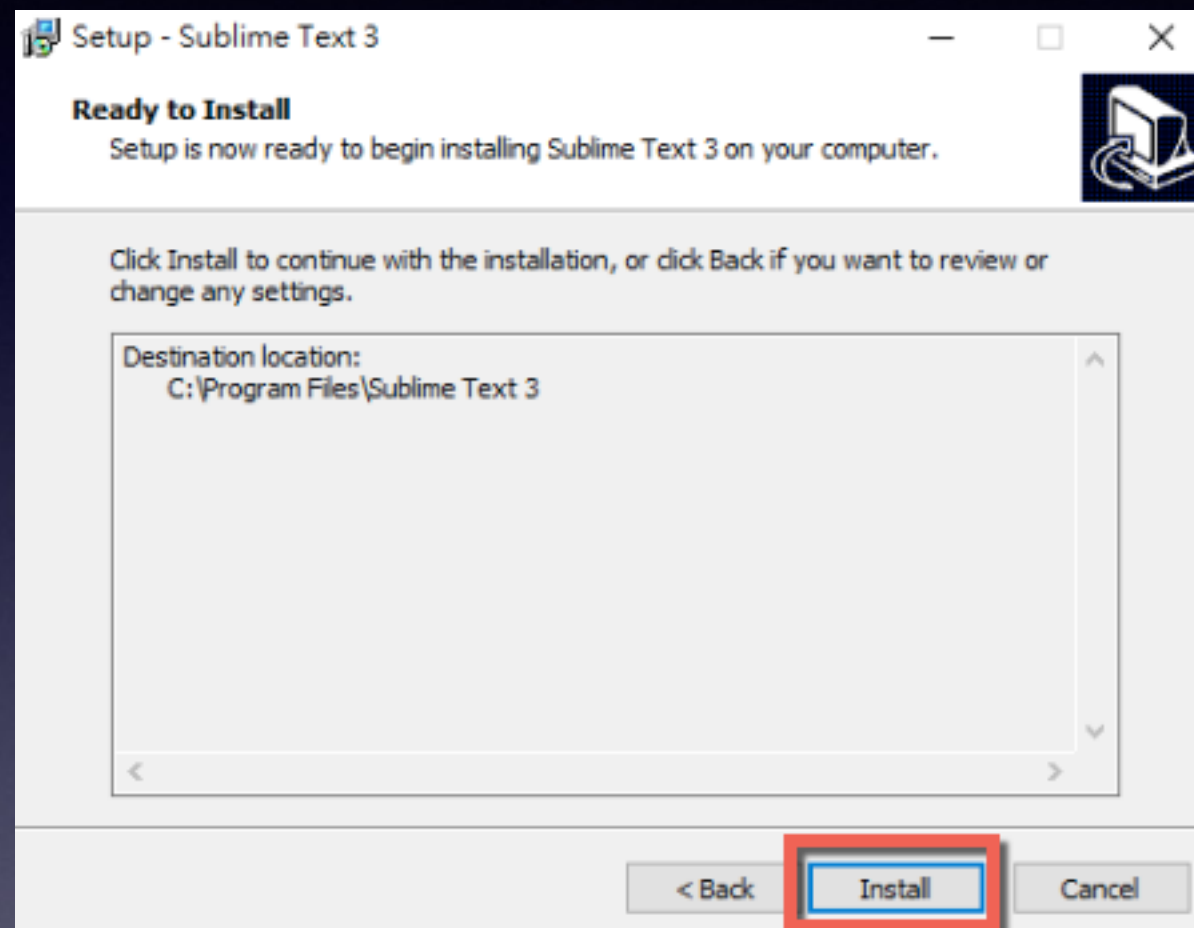 Setup - Sublime Text 3
Ready to Install
Setup is now ready to begin installing Sublime Text 3 on your computer.
Click Install to continue with the installation, or click Back if you want to review or
change any settings.
Destination location:
C:\Program Files\Sublime Text 3
< Back Install Cancel